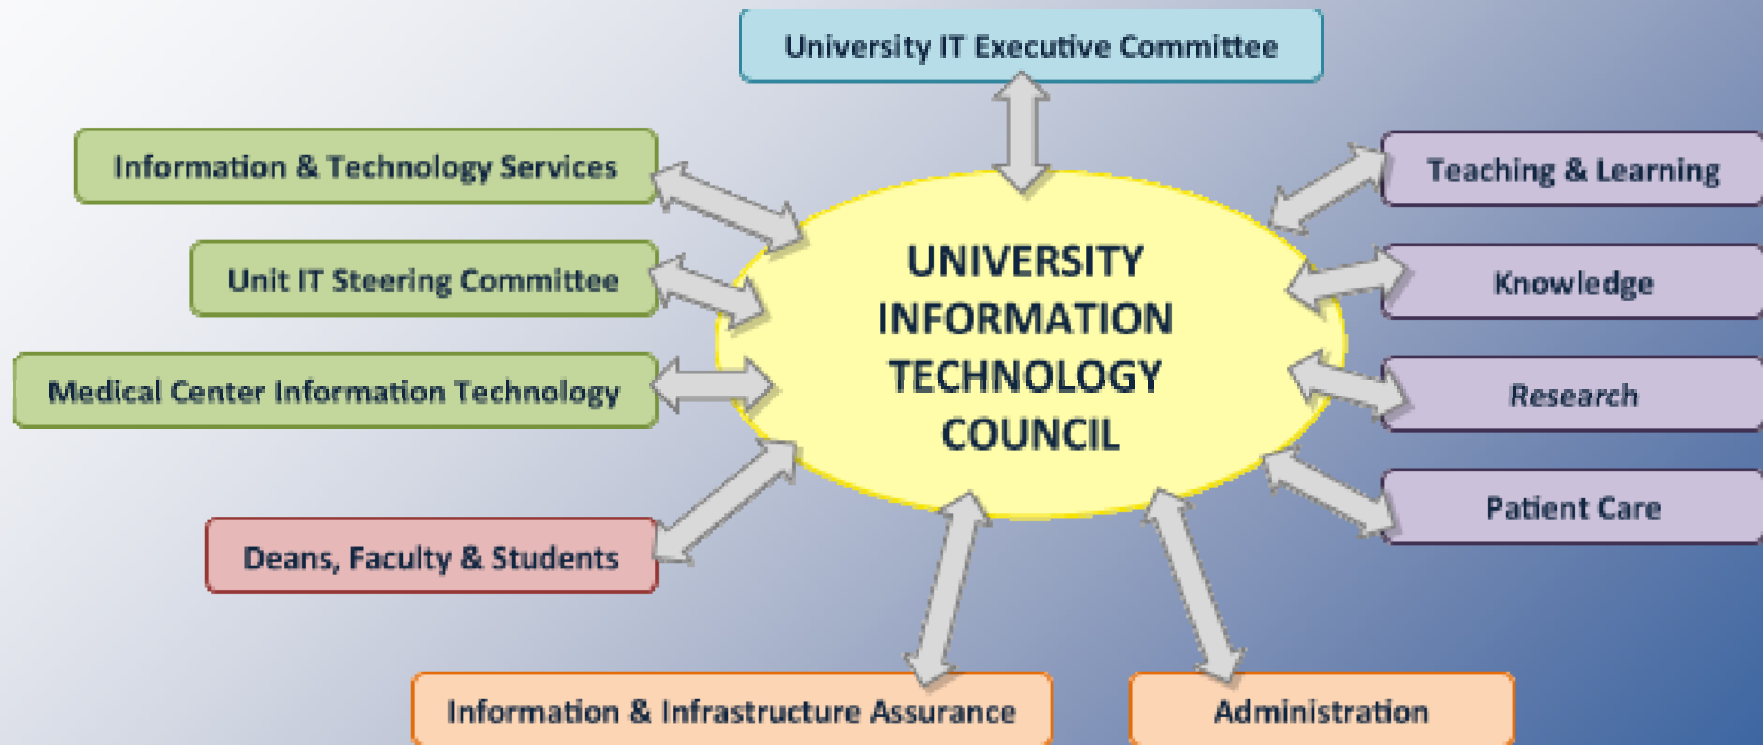 University IT Executive Committee
Information & Technology Services
Unit IT Steering Committee
Medical Center Information Technology
Deans, Faculty & Students
UNIVERSITY
INFORMATION
TECHNOLOGY
COUNCIL
Teaching & Learning
Knowledge
Research
Patient Care
Information & Infrastructure Assurance
Administration